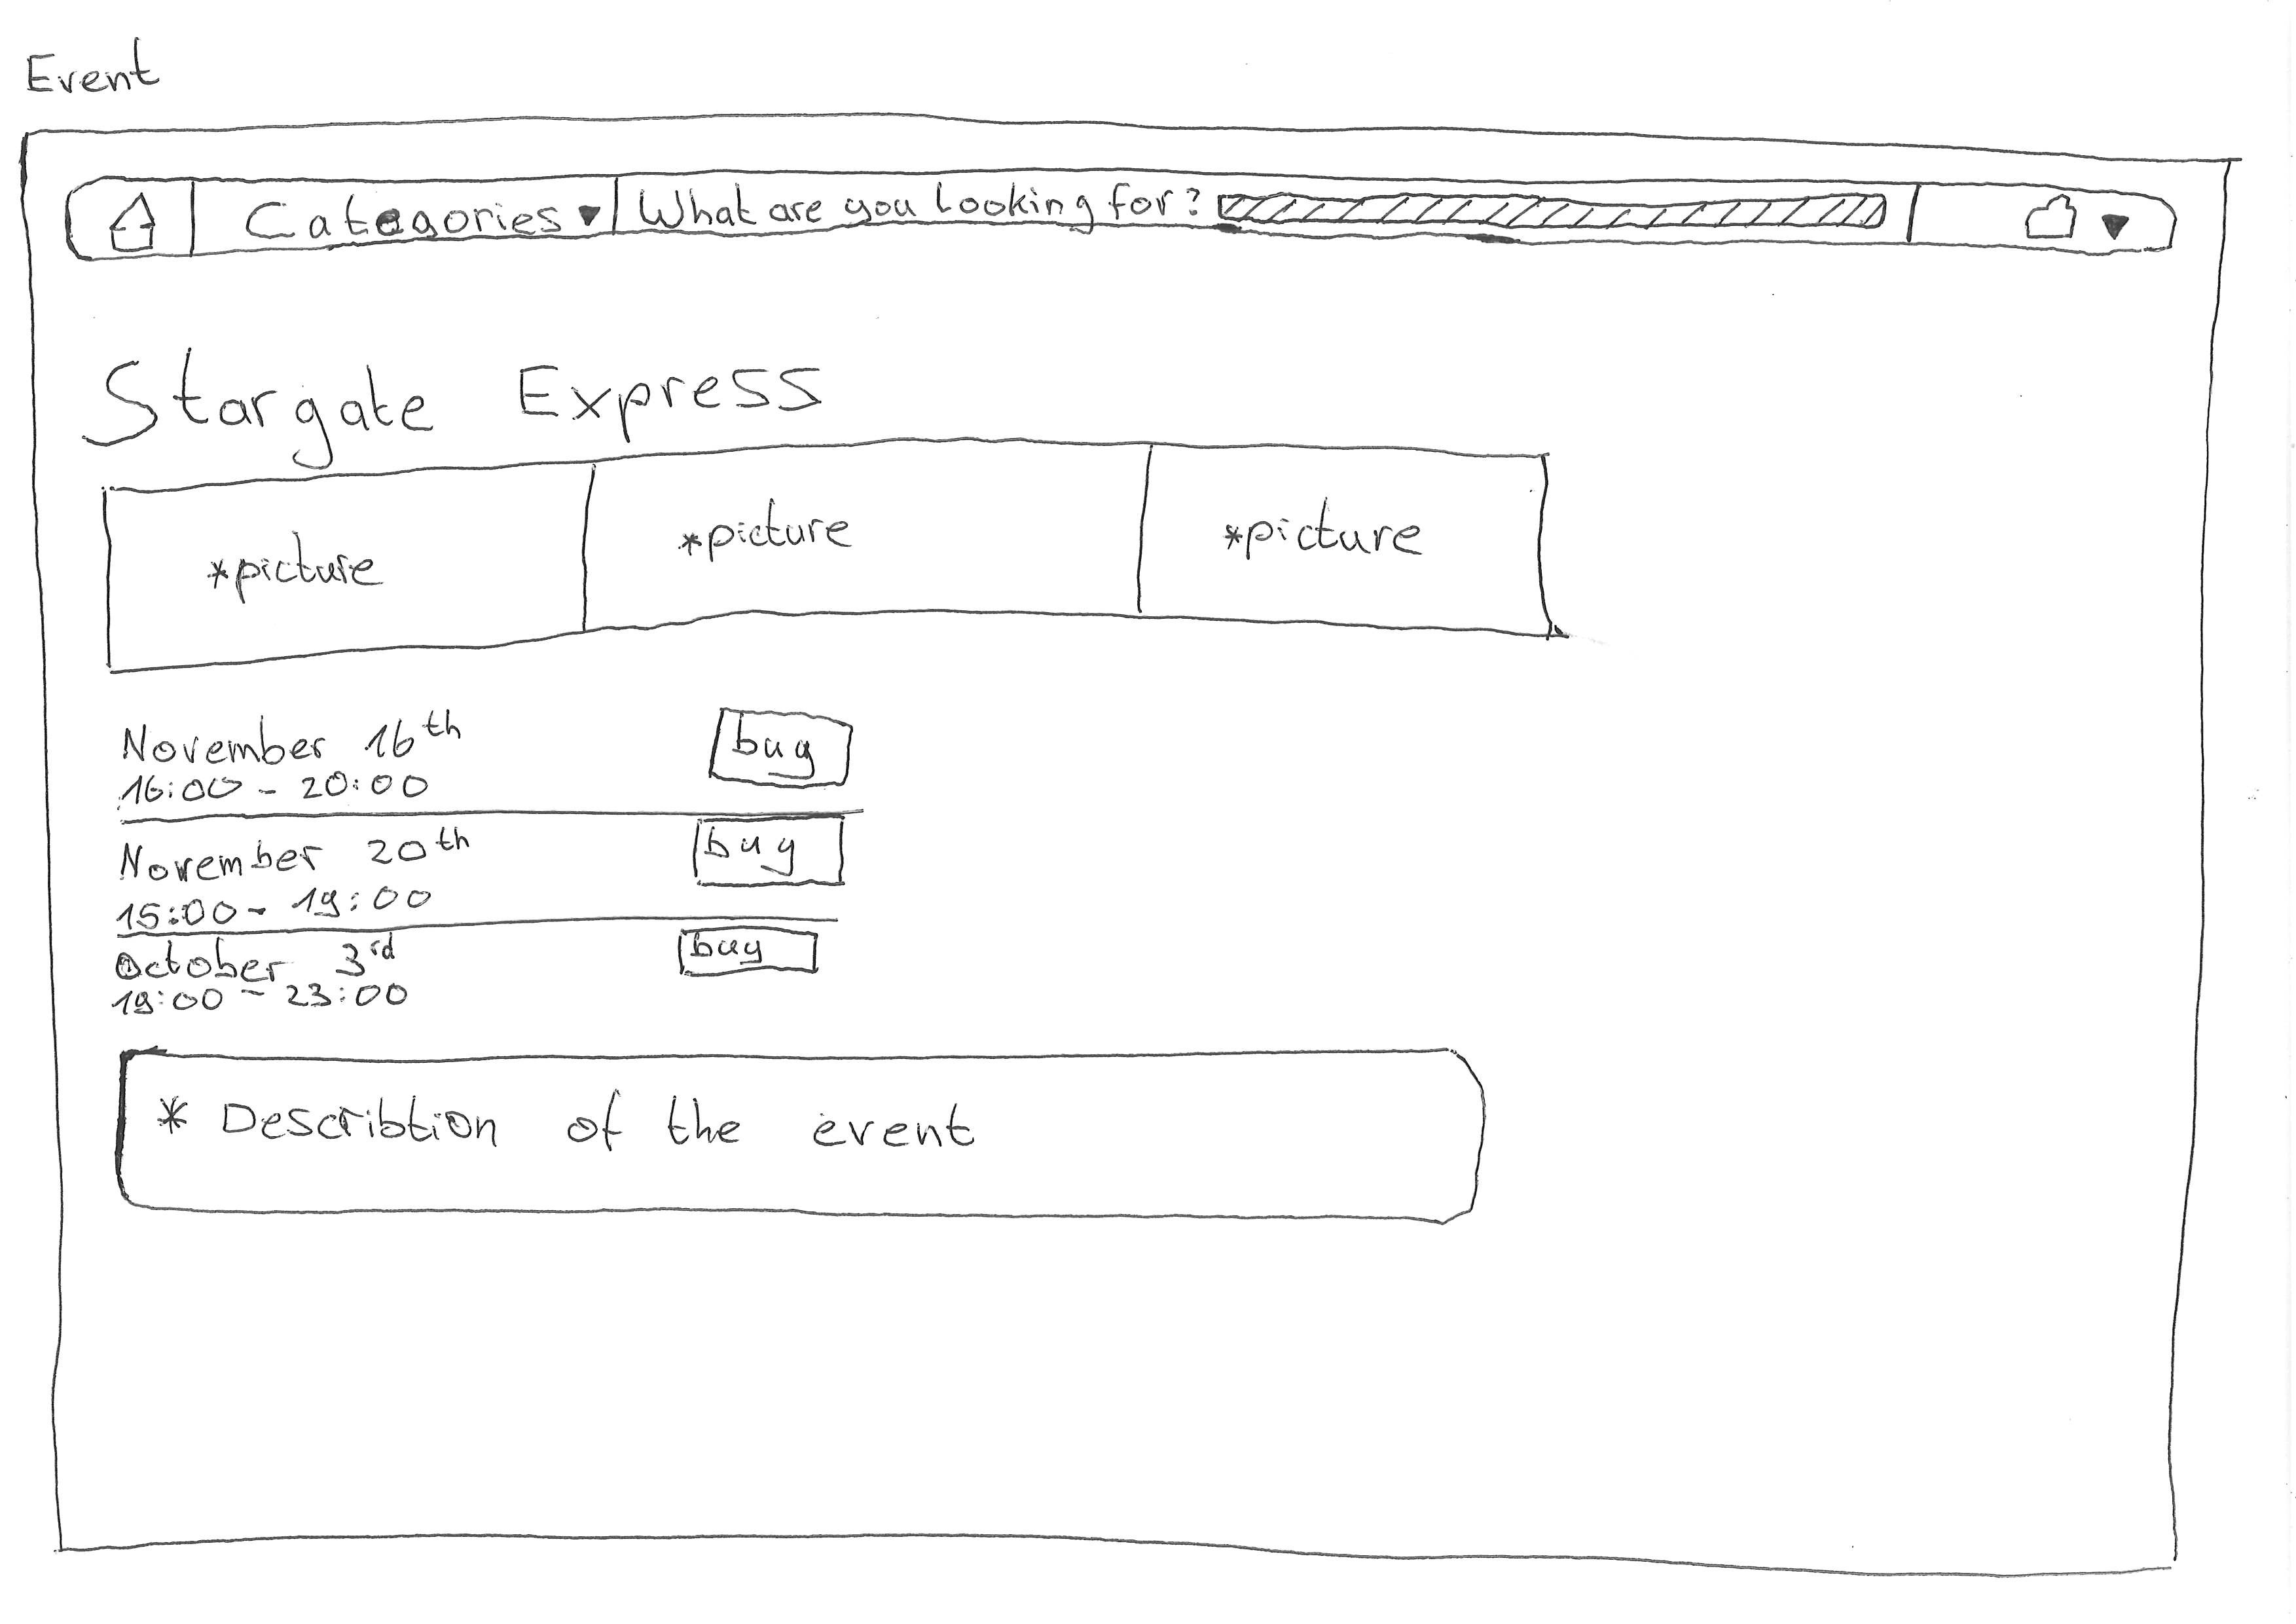 Event
Categories What are you looking for?
Stargate Express
*picture *picture *picture
November 16th buy
16:00 - 20:00
November 20th buy
15:00 - 19:00
October 3rd buy
19:00 - 23:00
* Describtion of the event